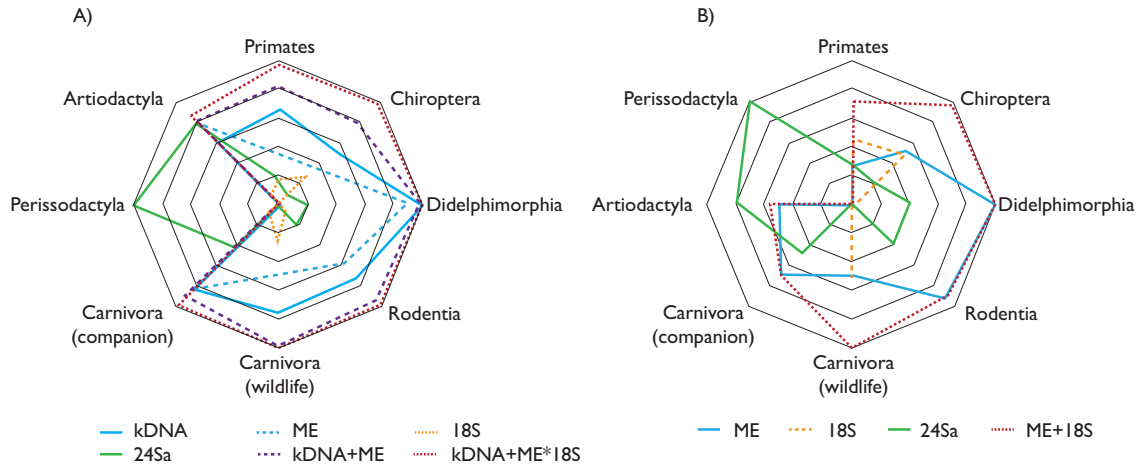 A)
B)
Primates
Primates
Artiodactyla
Chiroptera
Perissodactyla
Chiroptera
Perissodactyla
Didelphimorphia
Artiodactyla
Didelphimorphia
Carnivora
(companion)
Rodentia
Carnivora
(companion)
Rodentia
Carnivora
(wildlife)
Carnivora
(wildlife)
kDNA ME 18S
24Sa kDNA+ME kDNA+ME*18S
ME 18S 24Sa ME+18S